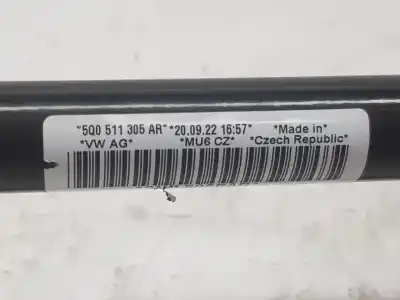 *5Q0 511 305 AR*20.09.22 16:57* *Made in*
*VW AG* *MU6 CZ* *Czech Republic*